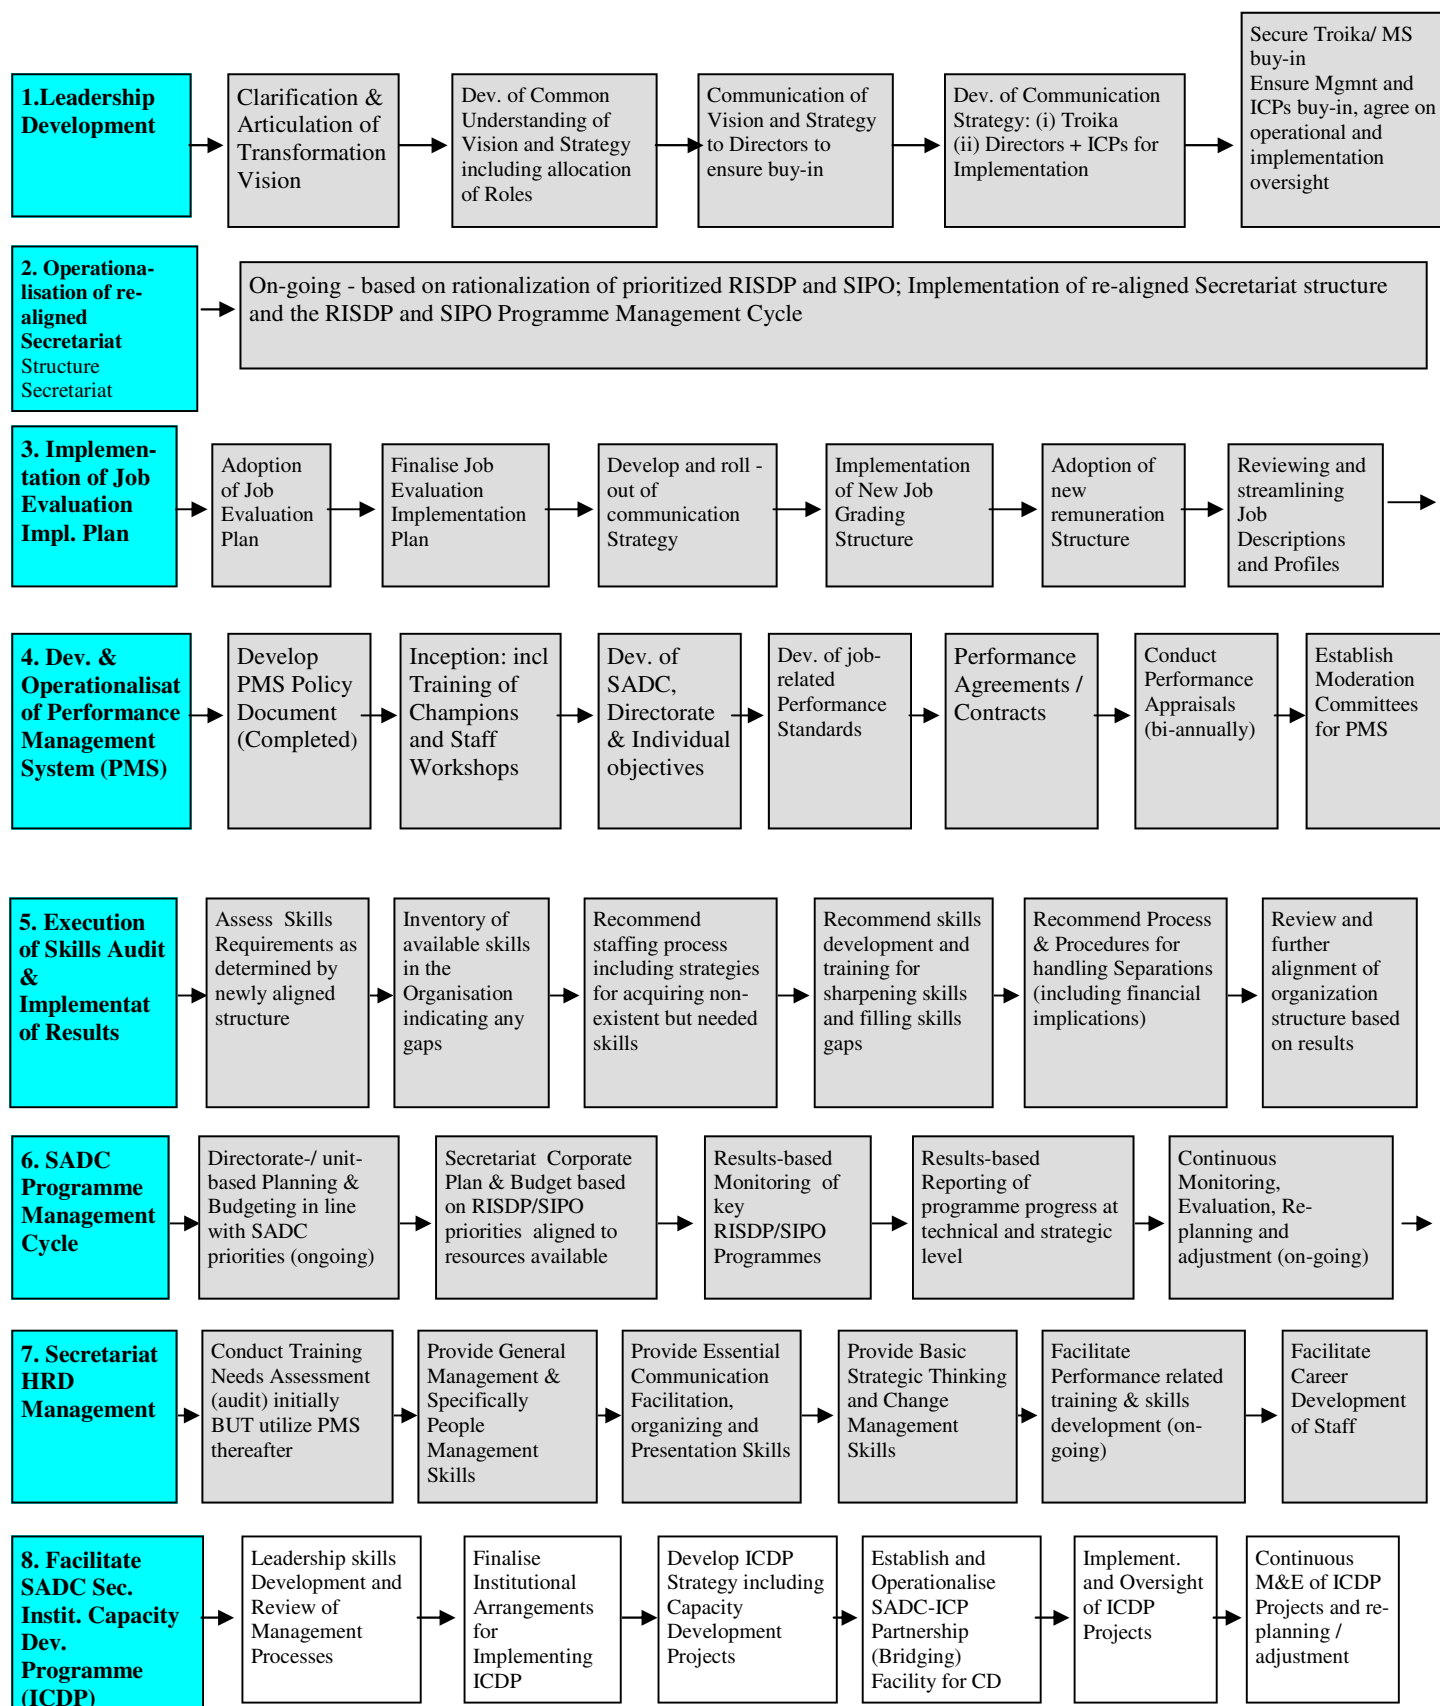 1.Leadership
Development
Clarification &
Articulation of
Transformation
Vision
Dev. of Common
Understanding of
Vision and Strategy
including allocation
of Roles
Communication of
Vision and Strategy
to Directors to
ensure buy-in
Dev. of Communication
Strategy: (i) Troika
(ii) Directors + ICPs for
Implementation
Secure Troika/ MS
buy-in
Ensure Mgmnt and
ICPs buy-in, agree on
operational and
implementation
oversight
2. Operationa-
lisation of re-
aligned
Secretariat
Structure
Secretariat
On-going - based on rationalization of prioritized RISDP and SIPO; Implementation of re-aligned Secretariat structure
and the RISDP and SIPO Programme Management Cycle
3. Implemen-
tation of Job
Evaluation
Impl. Plan
Adoption
of Job
Evaluation
Plan
Finalise Job
Evaluation
Implementation
Plan
Develop and roll -
out of
communication
Strategy
Implementation
of New Job
Grading
Structure
Adoption of
new
remuneration
Structure
Reviewing and
streamlining
Job
Descriptions
and Profiles
4. Dev. &
Operationalisat
of Performance
Management
System (PMS)
Develop
PMS Policy
Document
(Completed)
Inception: incl
Training of
Champions
and Staff
Workshops
Dev. of
SADC,
Directorate
& Individual
objectives
Dev. of job-
related
Performance
Standards
Performance
Agreements /
Contracts
Conduct
Performance
Appraisals
(bi-annually)
Establish
Moderation
Committees
for PMS
5. Execution
of Skills Audit
&
Implementat
of Results
Assess  Skills
Requirements as
determined by
newly aligned
structure
Inventory of
available skills
in the
Organisation
indicating any
gaps
Recommend
staffing process
including strategies
for acquiring non-
existent but needed
skills
Recommend skills
development and
training for
sharpening skills
and filling skills
gaps
Recommend Process
& Procedures for
handling Separations
(including financial
implications)
Review and
further
alignment of
organization
structure based
on results
6. SADC
Programme
Management
Cycle
Directorate-/ unit-
based Planning &
Budgeting in line
with SADC
priorities (ongoing)
Secretariat  Corporate
Plan & Budget based
on RISDP/SIPO
priorities  aligned to
resources available
Results-based
Monitoring  of
key
RISDP/SIPO
Programmes
Results-based
Reporting of
programme progress at
technical and strategic
level
Continuous
Monitoring,
Evaluation, Re-
planning and
adjustment (on-going)
7. Secretariat
HRD
Management
Conduct Training
Needs Assessment
(audit) initially
BUT utilize PMS
thereafter
Provide General
Management &
Specifically
People
Management
Skills
Provide Essential
Communication
Facilitation,
organizing and
Presentation Skills
Provide Basic
Strategic Thinking
and Change
Management
Skills
Facilitate
Performance related
training & skills
development (on-
going)
Facilitate
Career
Development
of Staff
8. Facilitate
SADC Sec.
Instit. Capacity
Dev.
Programme
(ICDP)
Leadership skills
Development and
Review of
Management
Processes
Finalise
Institutional
Arrangements
for
Implementing
ICDP
Develop ICDP
Strategy including
Capacity
Development
Projects
Establish and
Operationalise
SADC-ICP
Partnership
(Bridging)
Facility for CD
Implement.
and Oversight
of ICDP
Projects
Continuous
M&E of ICDP
Projects and re-
planning /
adjustment